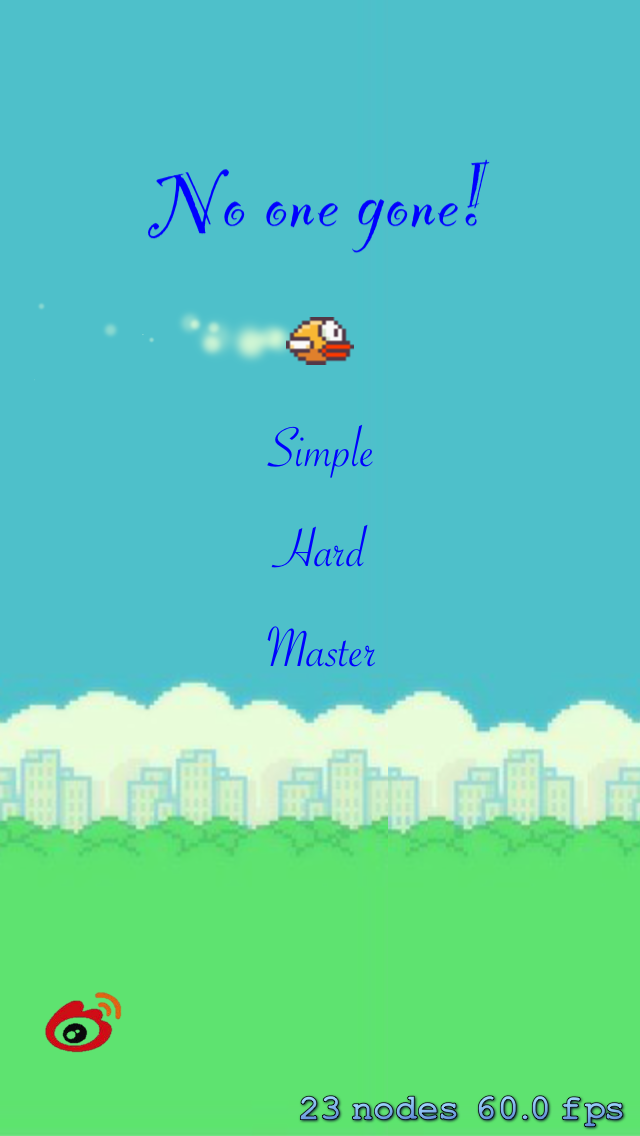 No one gone!
Simple
Hard
Master
23 nodes 60.0 fps